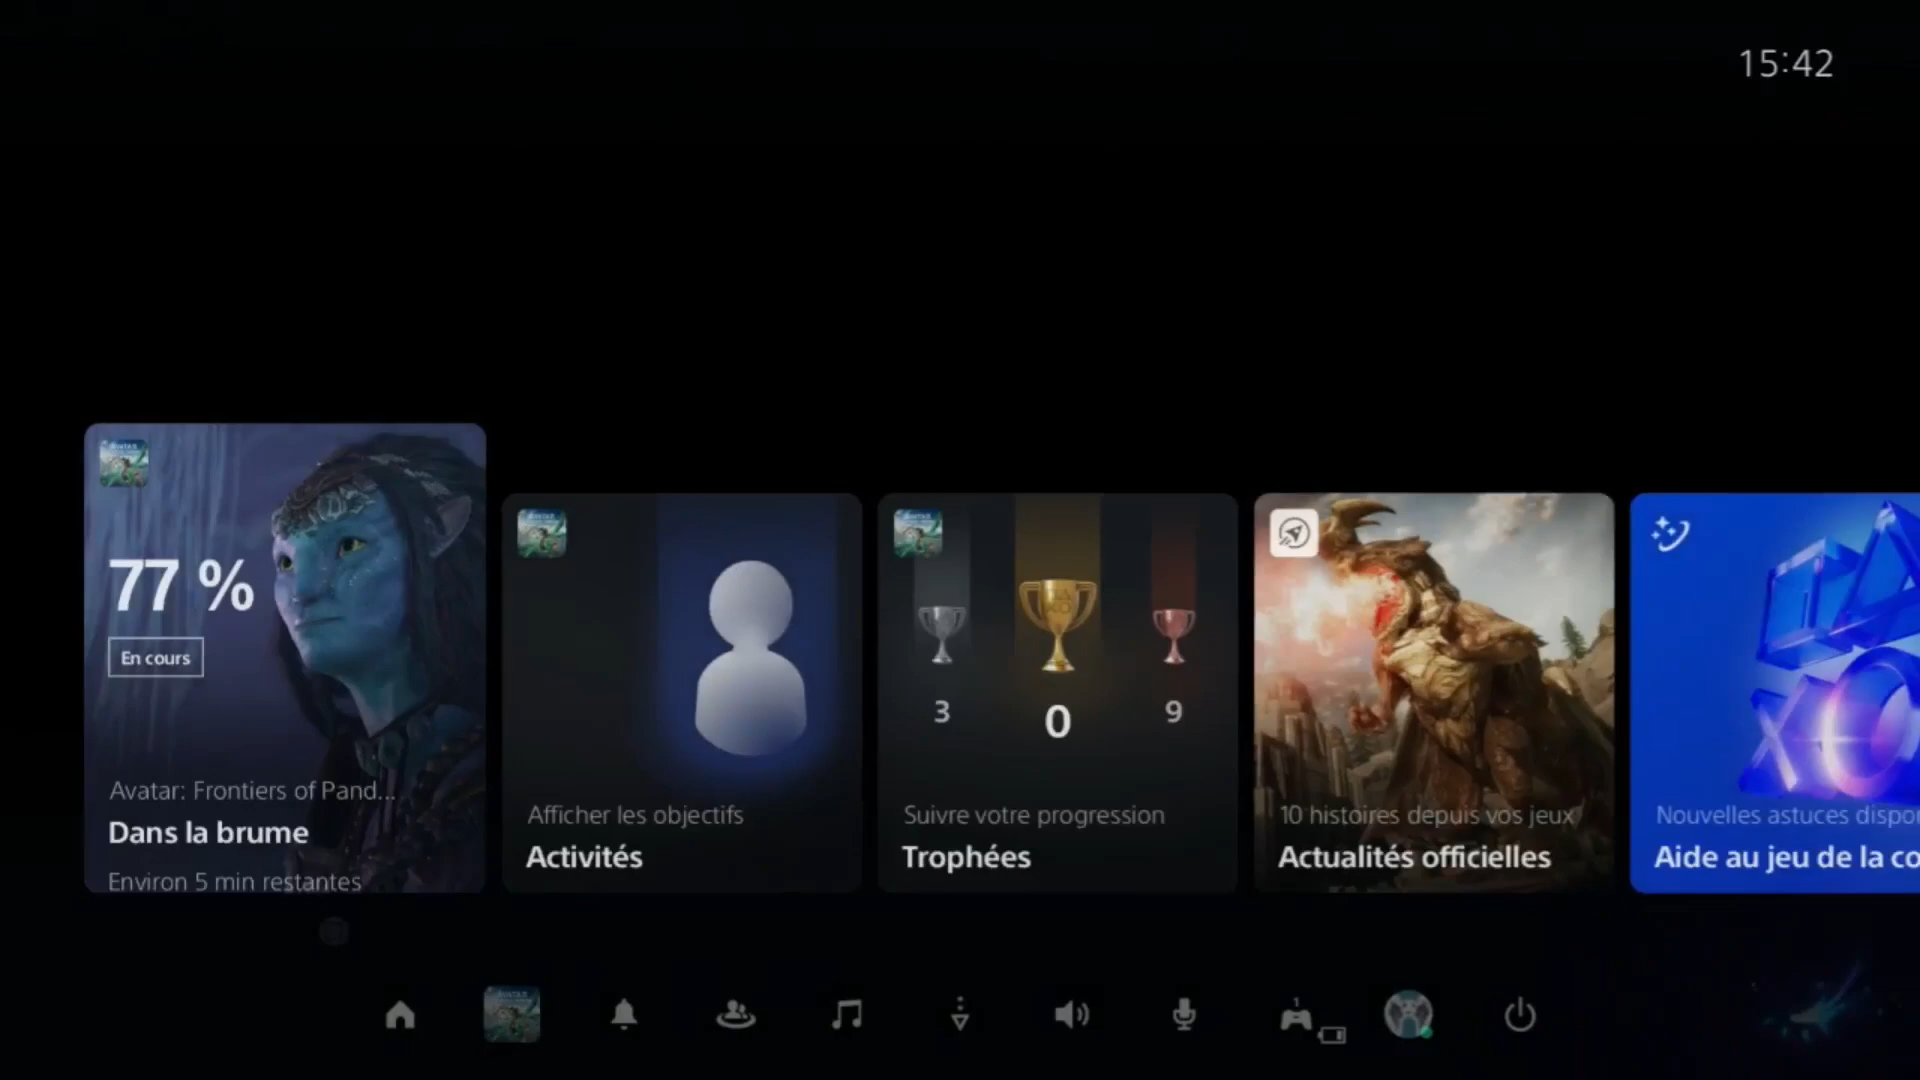 15:42
77 %
En cours
Avatar: Frontiers of Pand...
Dans la brume
Environ 5 min restantes
Afficher les objectifs
Activités
3
0
9
Suivre votre progression
Trophées
10 histoires depuis vos jeux
Actualités officielles
Nouvelles astuces dispo
Aide au jeu de la co
1